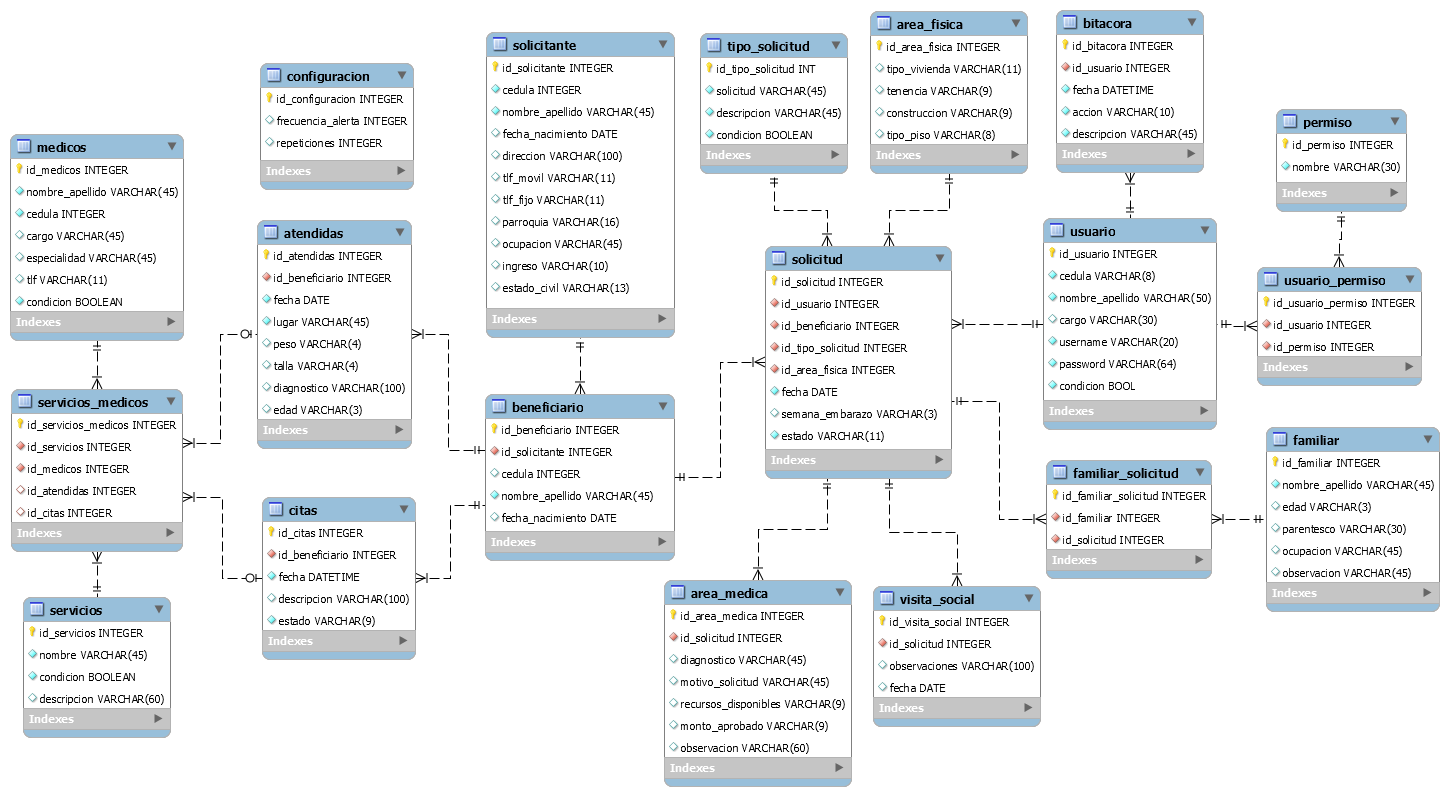 medicos
id_medicos INTEGER
nombre_apellido VARCHAR(45)
cedula INTEGER
cargo VARCHAR(45)
especialidad VARCHAR(45)
tlf VARCHAR(11)
condicion BOOLEAN
Indexes
servicios_medicos
id_servicios_medicos INTEGER
id_servicios INTEGER
id_medicos INTEGER
id_atendidas INTEGER
id_citas INTEGER
Indexes
servicios
id_servicios INTEGER
nombre VARCHAR(45)
condicion BOOLEAN
descripcion VARCHAR(60)
Indexes
configuracion
id_configuracion INTEGER
frecuencia_alerta INTEGER
repeticiones INTEGER
Indexes
atendidas
id_atendidas INTEGER
id_beneficiario INTEGER
fecha DATE
lugar VARCHAR(45)
peso VARCHAR(4)
talla VARCHAR(4)
diagnostico VARCHAR(100)
edad VARCHAR(3)
Indexes
citas
id_citas INTEGER
id_beneficiario INTEGER
fecha DATETIME
descripcion VARCHAR(100)
estado VARCHAR(9)
Indexes
solicitante
id_solicitante INTEGER
cedula INTEGER
nombre_apellido VARCHAR(45)
fecha_nacimiento DATE
direccion VARCHAR(100)
tlf_movil VARCHAR(11)
tlf_fijo VARCHAR(11)
parroquia VARCHAR(16)
ocupacion VARCHAR(45)
ingreso VARCHAR(10)
estado_civil VARCHAR(13)
Indexes
beneficiario
id_beneficiario INTEGER
id_solicitante INTEGER
cedula INTEGER
nombre_apellido VARCHAR(45)
fecha_nacimiento DATE
Indexes
tipo_solicitud
id_tipo_solicitud INT
solicitud VARCHAR(45)
descripcion VARCHAR(45)
condicion BOOLEAN
Indexes
area_fisica
id_area_fisica INTEGER
tipo_vivienda VARCHAR(11)
tenencia VARCHAR(9)
construccion VARCHAR(9)
tipo_piso VARCHAR(8)
Indexes
solicitud
id_solicitud INTEGER
id_usuario INTEGER
id_beneficiario INTEGER
id_tipo_solicitud INTEGER
id_area_fisica INTEGER
fecha DATE
semana_embarazo VARCHAR(3)
estado VARCHAR(11)
Indexes
area_medica
id_area_medica INTEGER
id_solicitud INTEGER
diagnostico VARCHAR(45)
motivo_solicitud VARCHAR(45)
recursos_disponibles VARCHAR(9)
monto_aprobado VARCHAR(9)
observacion VARCHAR(60)
Indexes
visita_social
id_visita_social INTEGER
id_solicitud INTEGER
observaciones VARCHAR(100)
fecha DATE
Indexes
bitacora
id_bitacora INTEGER
id_usuario INTEGER
fecha DATETIME
accion VARCHAR(10)
descripcion VARCHAR(45)
Indexes
usuario
id_usuario INTEGER
cedula VARCHAR(8)
nombre_apellido VARCHAR(50)
cargo VARCHAR(30)
username VARCHAR(20)
password VARCHAR(64)
condicion BOOL
Indexes
familiar_solicitud
id_familiar_solicitud INTEGER
id_familiar INTEGER
id_solicitud INTEGER
Indexes
permiso
id_permiso INTEGER
nombre VARCHAR(30)
Indexes
usuario_permiso
id_usuario_permiso INTEGER
id_usuario INTEGER
id_permiso INTEGER
Indexes
familiar
id_familiar INTEGER
nombre_apellido VARCHAR(45)
edad VARCHAR(3)
parentesco VARCHAR(30)
ocupacion VARCHAR(45)
observacion VARCHAR(45)
Indexes